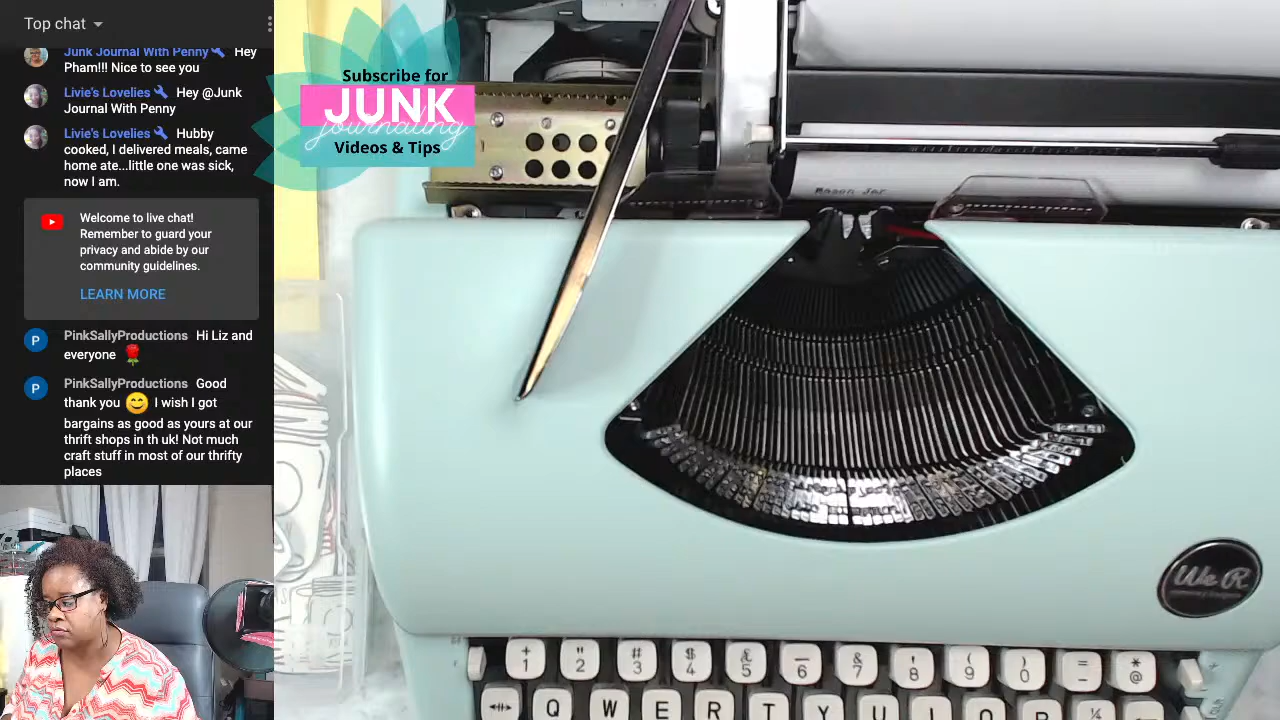 Top chat
Junk Journal With Penny Hey
Pham!!! Nice to see you
Livie's Lovelies Hey @Junk
Journal With Penny
Livie's Lovelies Hubby
cooked, I delivered meals, came
home ate...little one was sick,
now I am.
Welcome to live chat!
Remember to guard your
privacy and abide by our
community guidelines.
LEARN MORE
P PinkSallyProductions Hi Liz and
everyone 🌹
P PinkSallyProductions Good
thank you 😊 I wish I got
bargains as good as yours at our
thrift shops in th uk! Not much
craft stuff in most of our thrifty
places
Subscribe for
JUNK
journaling
Videos & Tips
Mason Jar
We R
+ " # $ £ _ & ' ( ) = *
1 2 3 4 5 6 7 8 9 0 - @
Q W E R T Y U I O P ¼